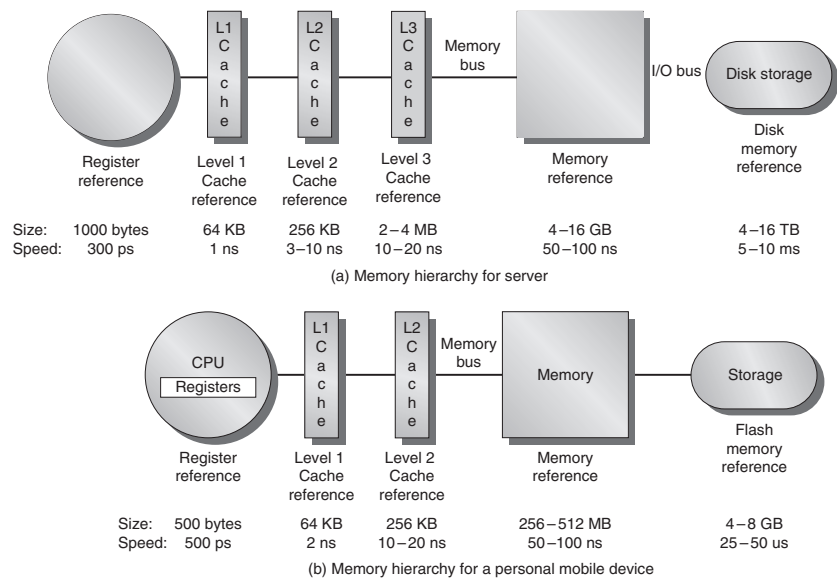 L1
C
a
c
h
e
L2
C
a
c
h
e
L3
C
a
c
h
e
Memory
bus
I/O bus
Disk storage
Register
reference
Level 1
Cache
reference
Level 2
Cache
reference
Level 3
Cache
reference
Memory
reference
Disk
memory
reference
Size: 1000 bytes 64 KB 256 KB 2–4 MB 4–16 GB 4–16 TB
Speed: 300 ps 1 ns 3–10 ns 10–20 ns 50–100 ns 5–10 ms
(a) Memory hierarchy for server
CPU
Registers
L1
C
a
c
h
e
L2
C
a
c
h
e
Memory
bus
Memory
Storage
Register
reference
Level 1
Cache
reference
Level 2
Cache
reference
Memory
reference
Flash
memory
reference
Size: 500 bytes 64 KB 256 KB 256–512 MB 4–8 GB
Speed: 500 ps 2 ns 10–20 ns 50–100 ns 25–50 us
(b) Memory hierarchy for a personal mobile device